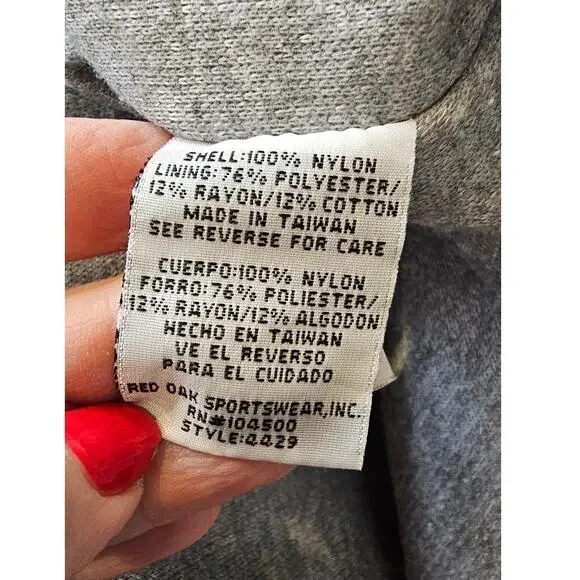 SHELL:100% NYLON
LINING:76% POLYESTER/
12% RAYON/12% COTTON
MADE IN TAIWAN
SEE REVERSE FOR CARE
CUERPO:100% NYLON
FORRO:76% POLIESTER/
12% RAYON/12% ALGODON
HECHO EN TAIWAN
VE EL REVERSO
PARA EL CUIDADO
RED OAK SPORTSWEAR,INC.
RN#104500
STYLE:4429